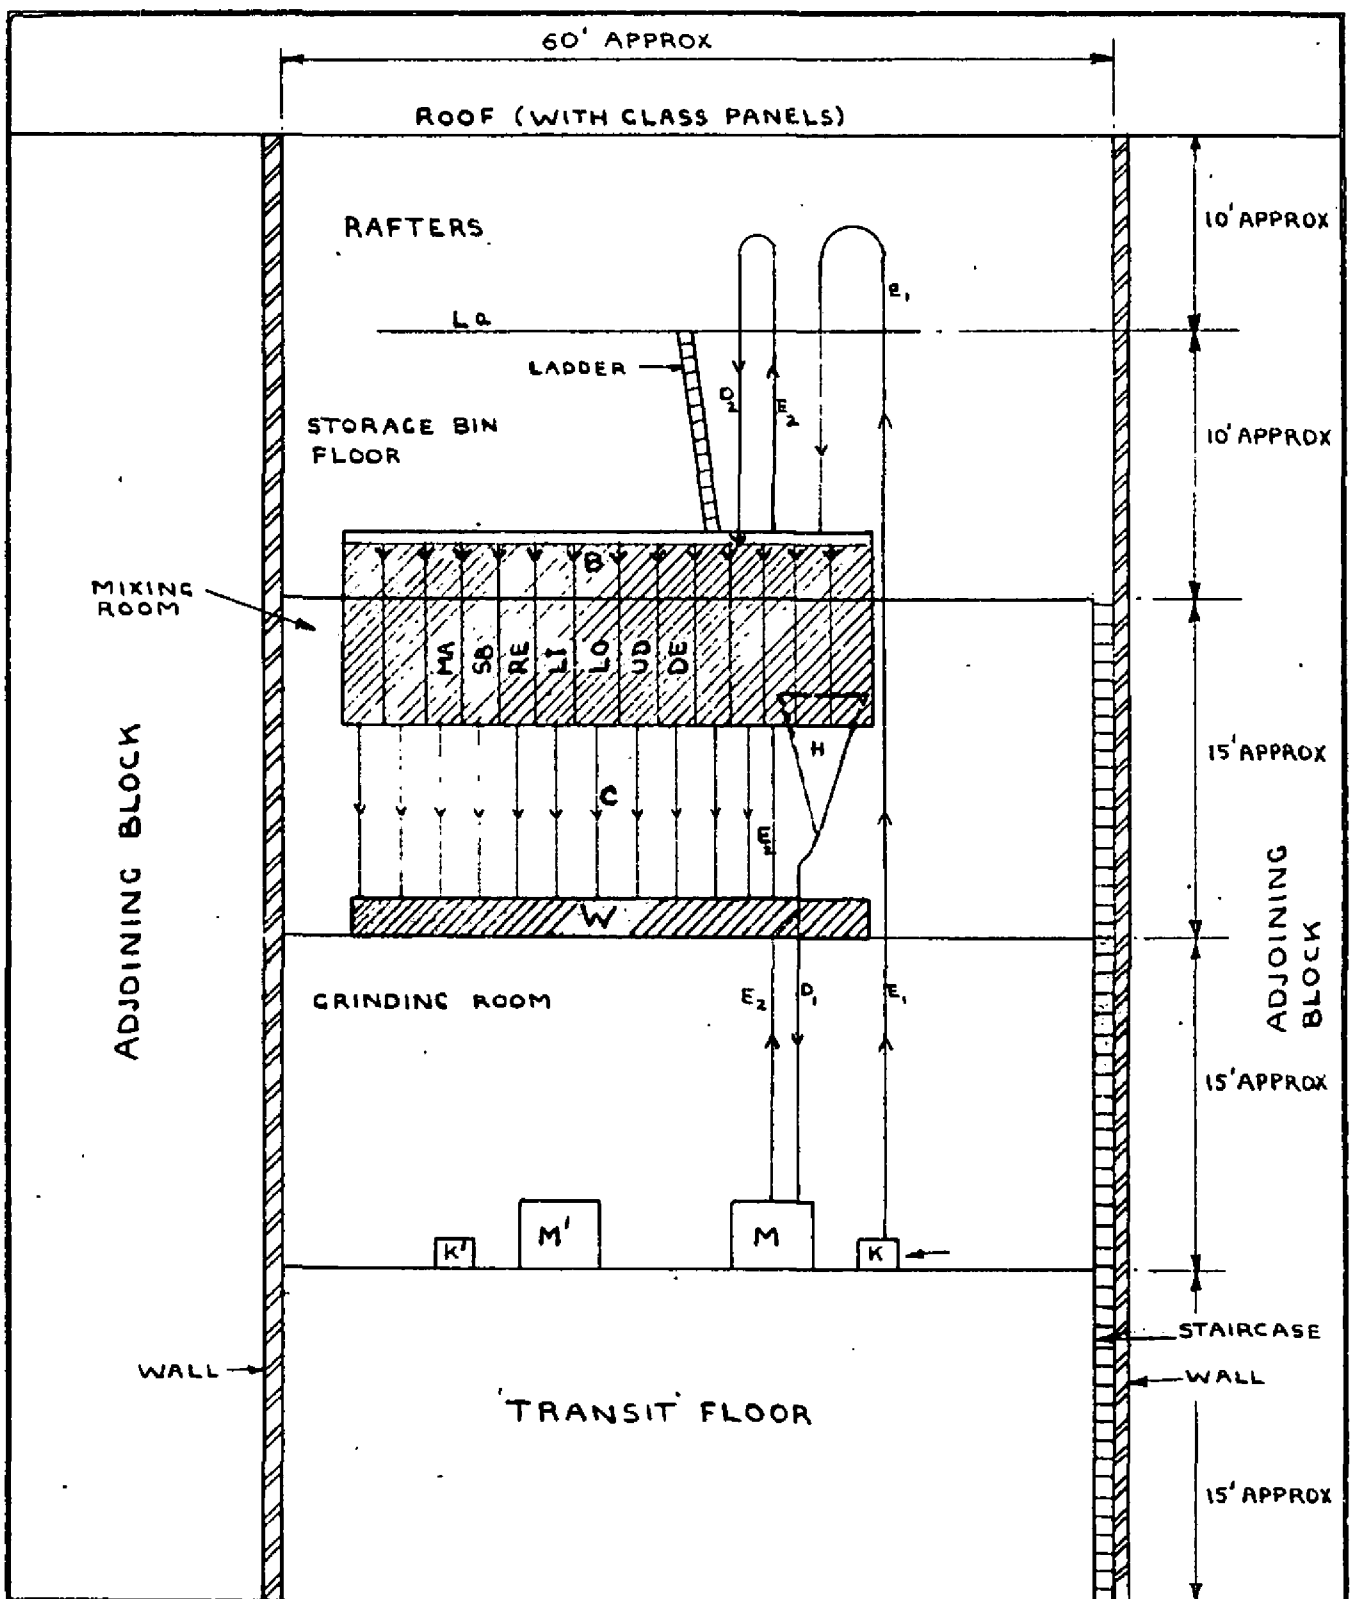 60' APPROX
ROOF (WITH GLASS PANELS)
RAFTERS
10' APPROX
e₁
La
LADDER
D₂
E₂
STORAGE BIN
FLOOR
10' APPROX
B
MIXING
ROOM
MA
SB
RE
LI
LO
UD
DE
H
15' APPROX
C
W
ADJOINING BLOCK
ADJOINING
BLOCK
GRINDING ROOM
E₂
D₁
E₁
15' APPROX
K'
M'
M
K
STAIRCASE
WALL
WALL
'TRANSIT' FLOOR
15' APPROX